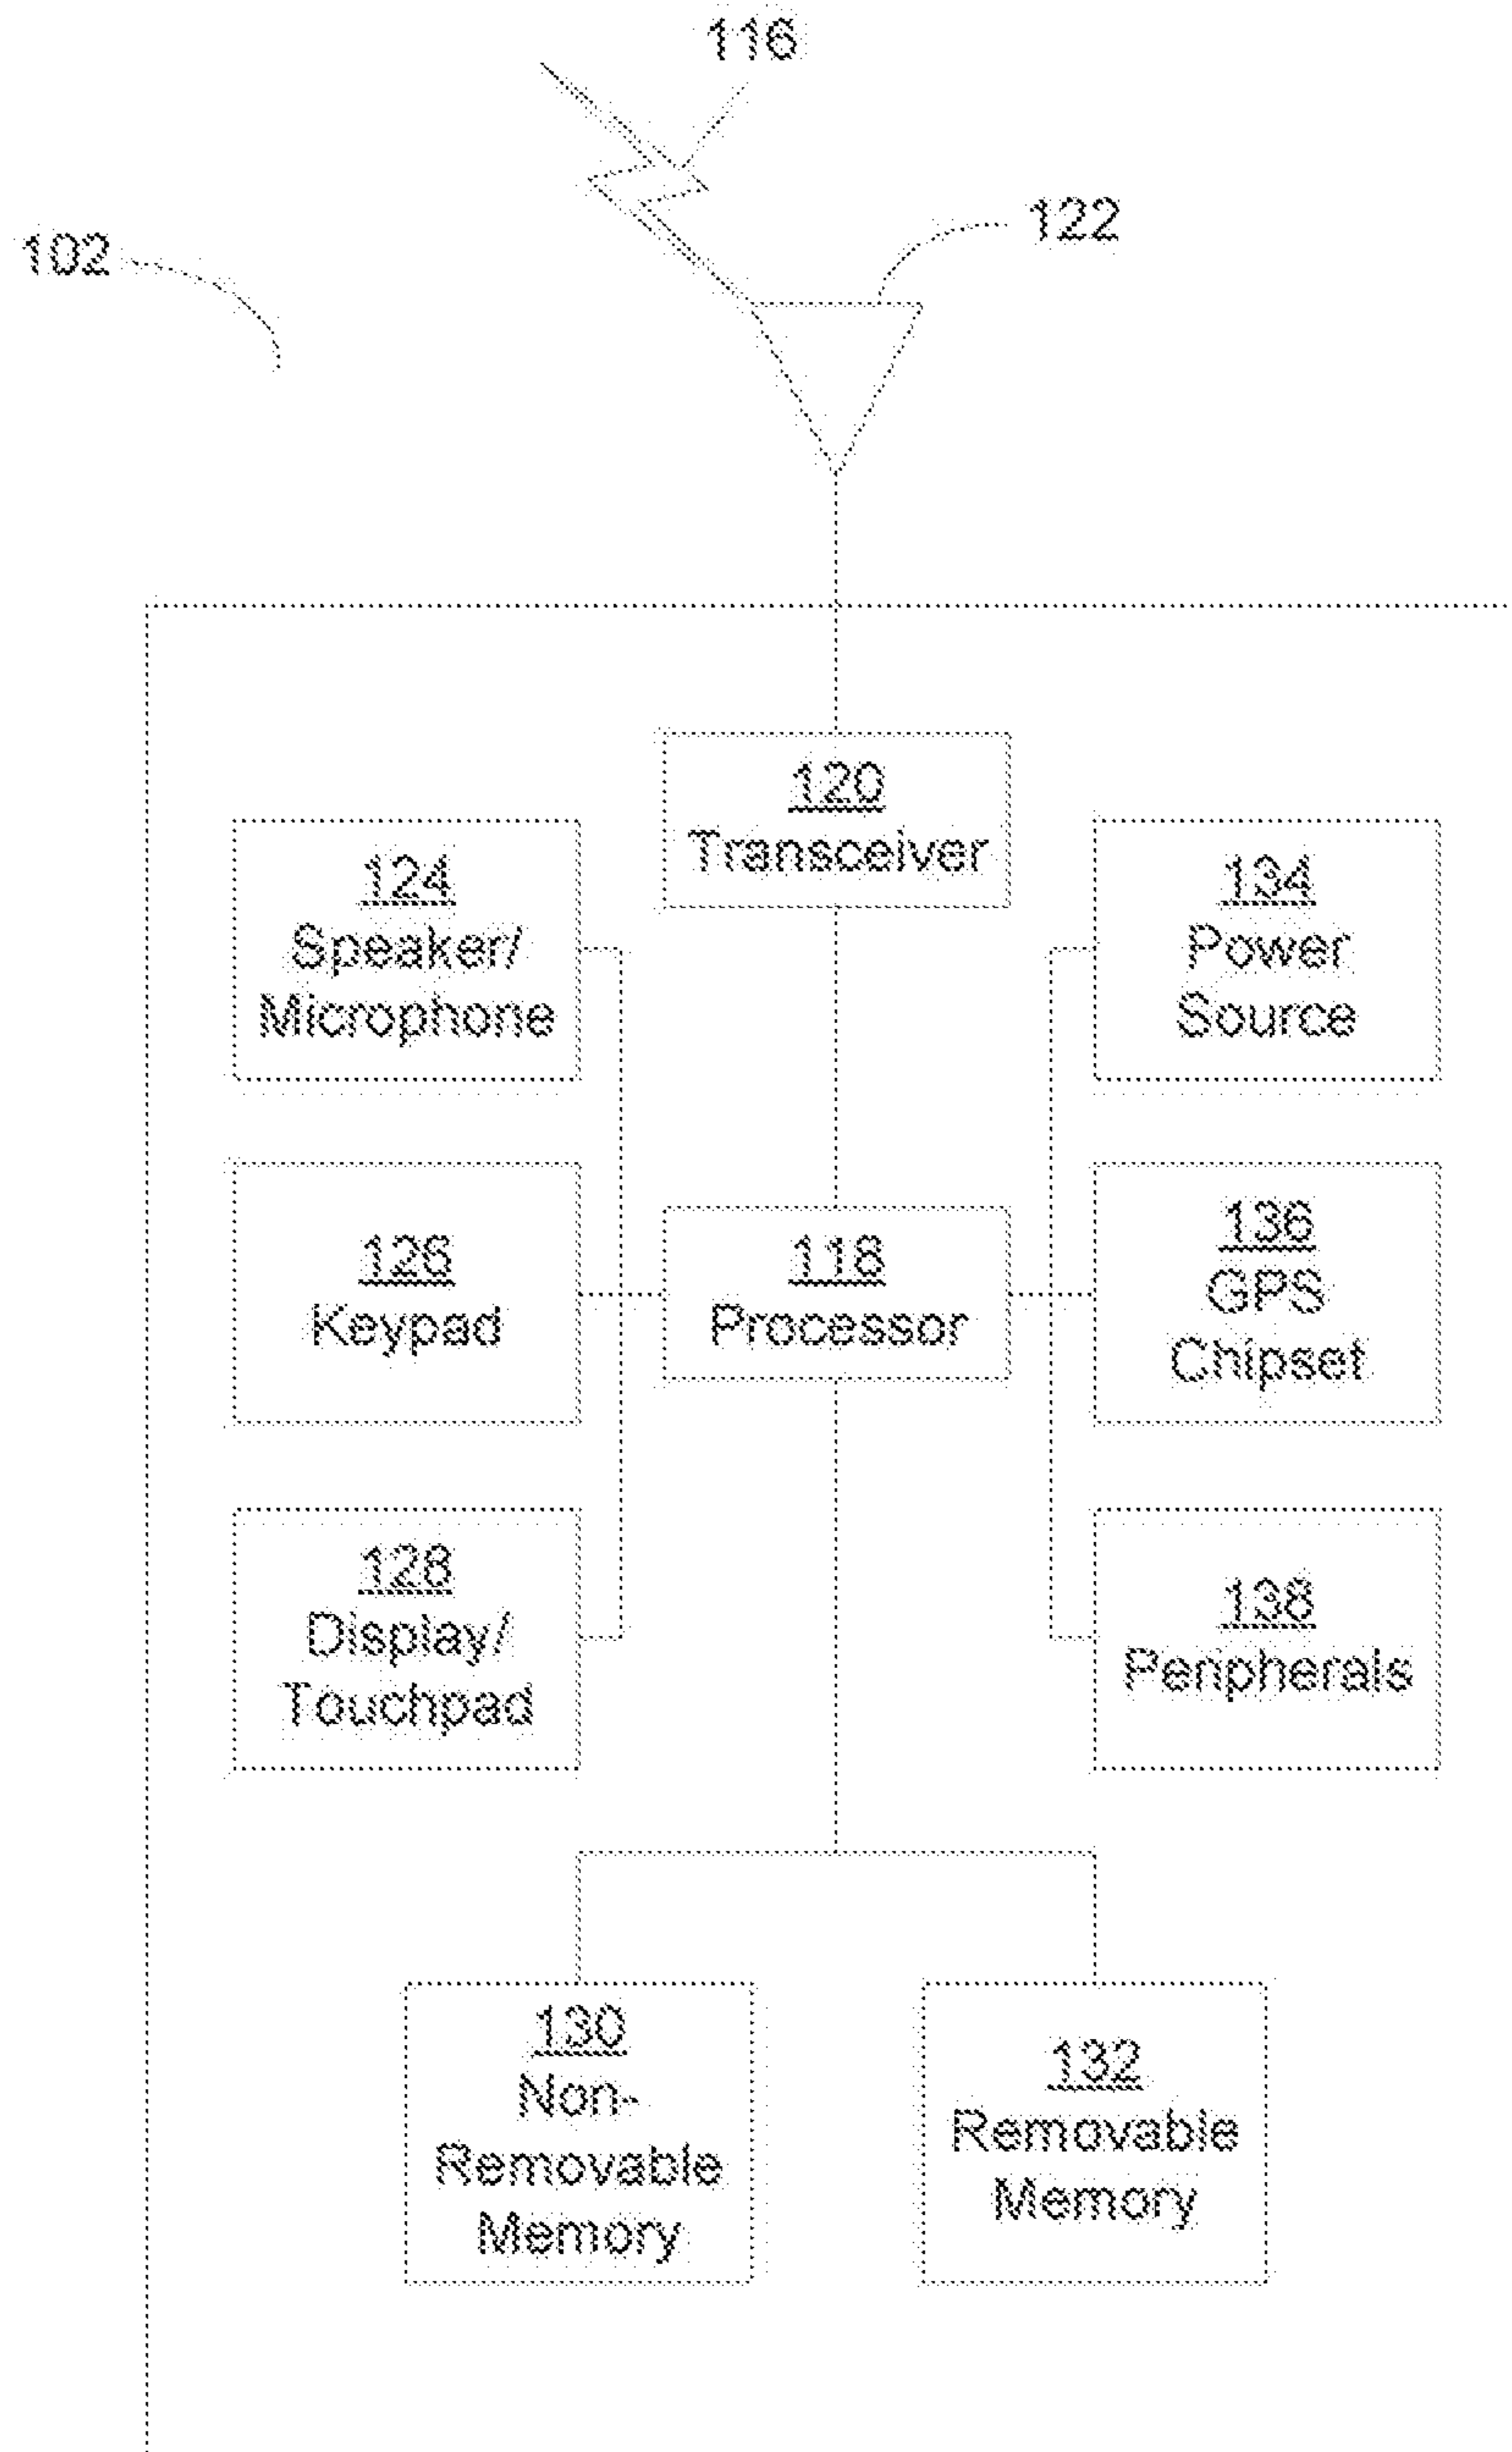 116
102
122
120
Transceiver
124
Speaker/
Microphone
134
Power
Source
126
Keypad
118
Processor
136
GPS
Chipset
128
Display/
Touchpad
138
Peripherals
130
Non-
Removable
Memory
132
Removable
Memory